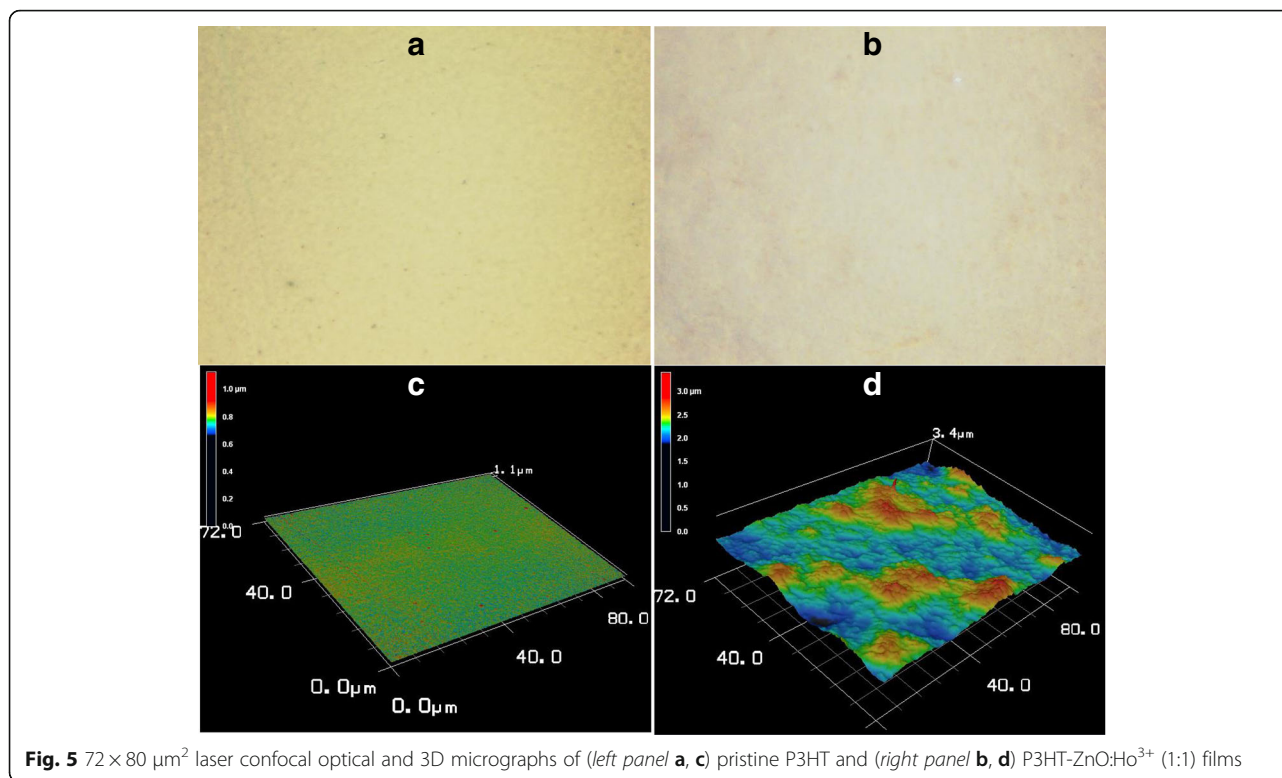 a
b
c
1.0 µm
0.8
0.6
0.4
0.2
0.0
1.1µm
72.0
40.0
0.0µm
0.0µm
40.0
80.0
d
3.0 µm
2.5
2.0
1.5
1.0
0.5
0.0
3.4µm
72.0
40.0
40.0
80.0
Fig. 5 72 × 80 µm² laser confocal optical and 3D micrographs of (left panel a, c) pristine P3HT and (right panel b, d) P3HT-ZnO:Ho³⁺ (1:1) films